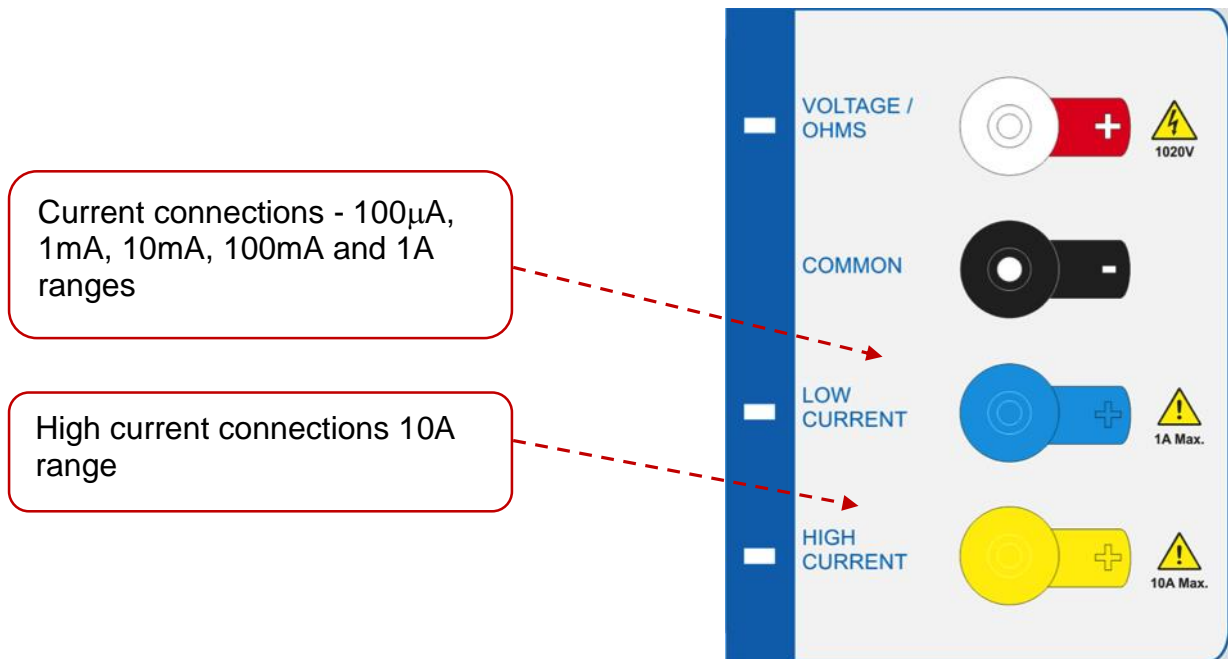 Current connections - 100μA,
1mA, 10mA, 100mA and 1A
ranges
High current connections 10A
range
VOLTAGE /
OHMS
+
1020V
COMMON
-
LOW
CURRENT
+
1A Max.
HIGH
CURRENT
+
10A Max.